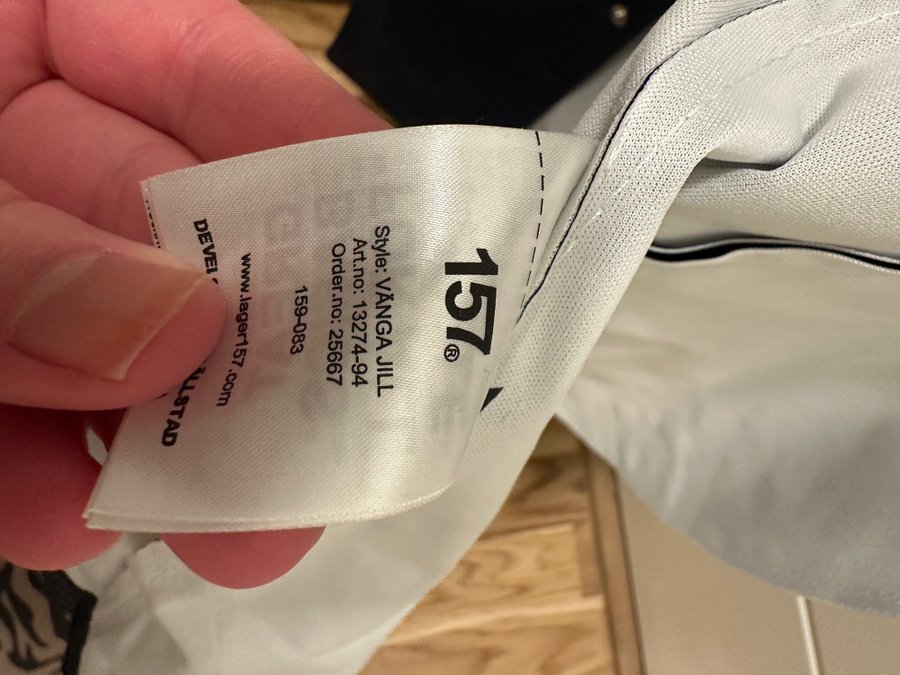 157®
Style: VÅNGA JILL
Art.no: 13274-94
Order.no: 25667
159-083
www.lager157.com